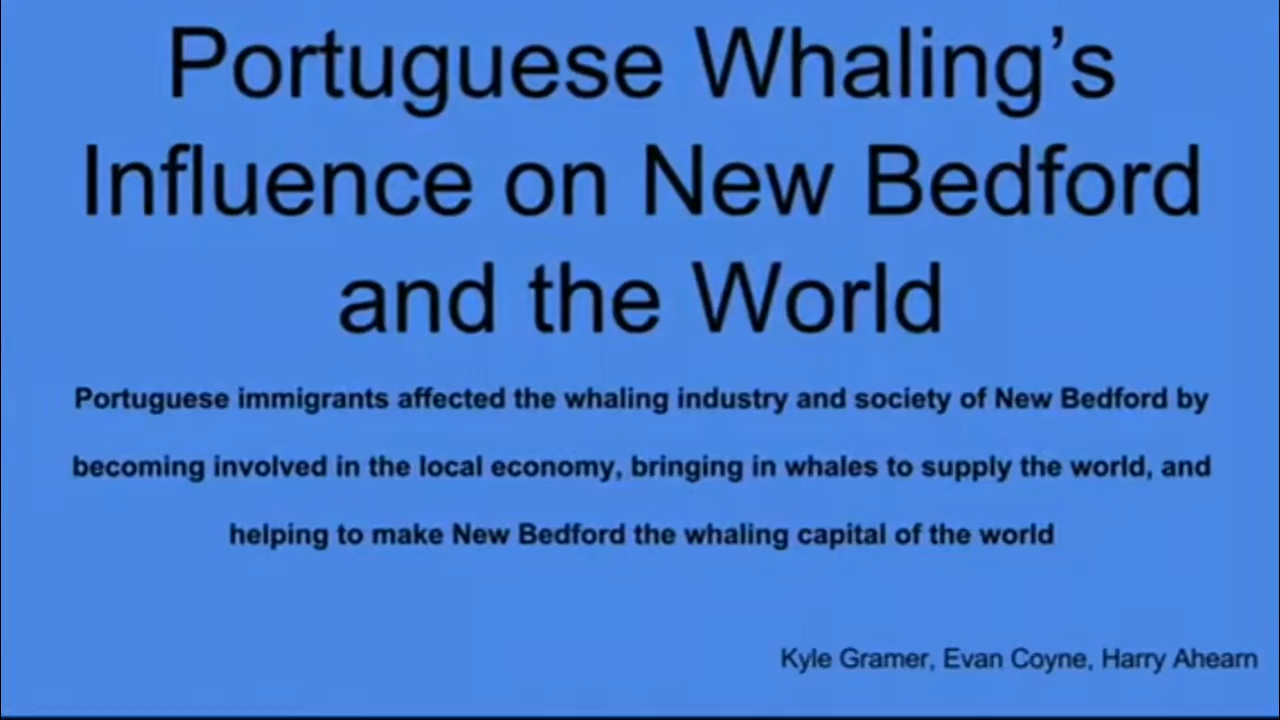 Portuguese Whaling’s
Influence on New Bedford
and the World
Portuguese immigrants affected the whaling industry and society of New Bedford by
becoming involved in the local economy, bringing in whales to supply the world, and
helping to make New Bedford the whaling capital of the world
Kyle Gramer, Evan Coyne, Harry Ahearn